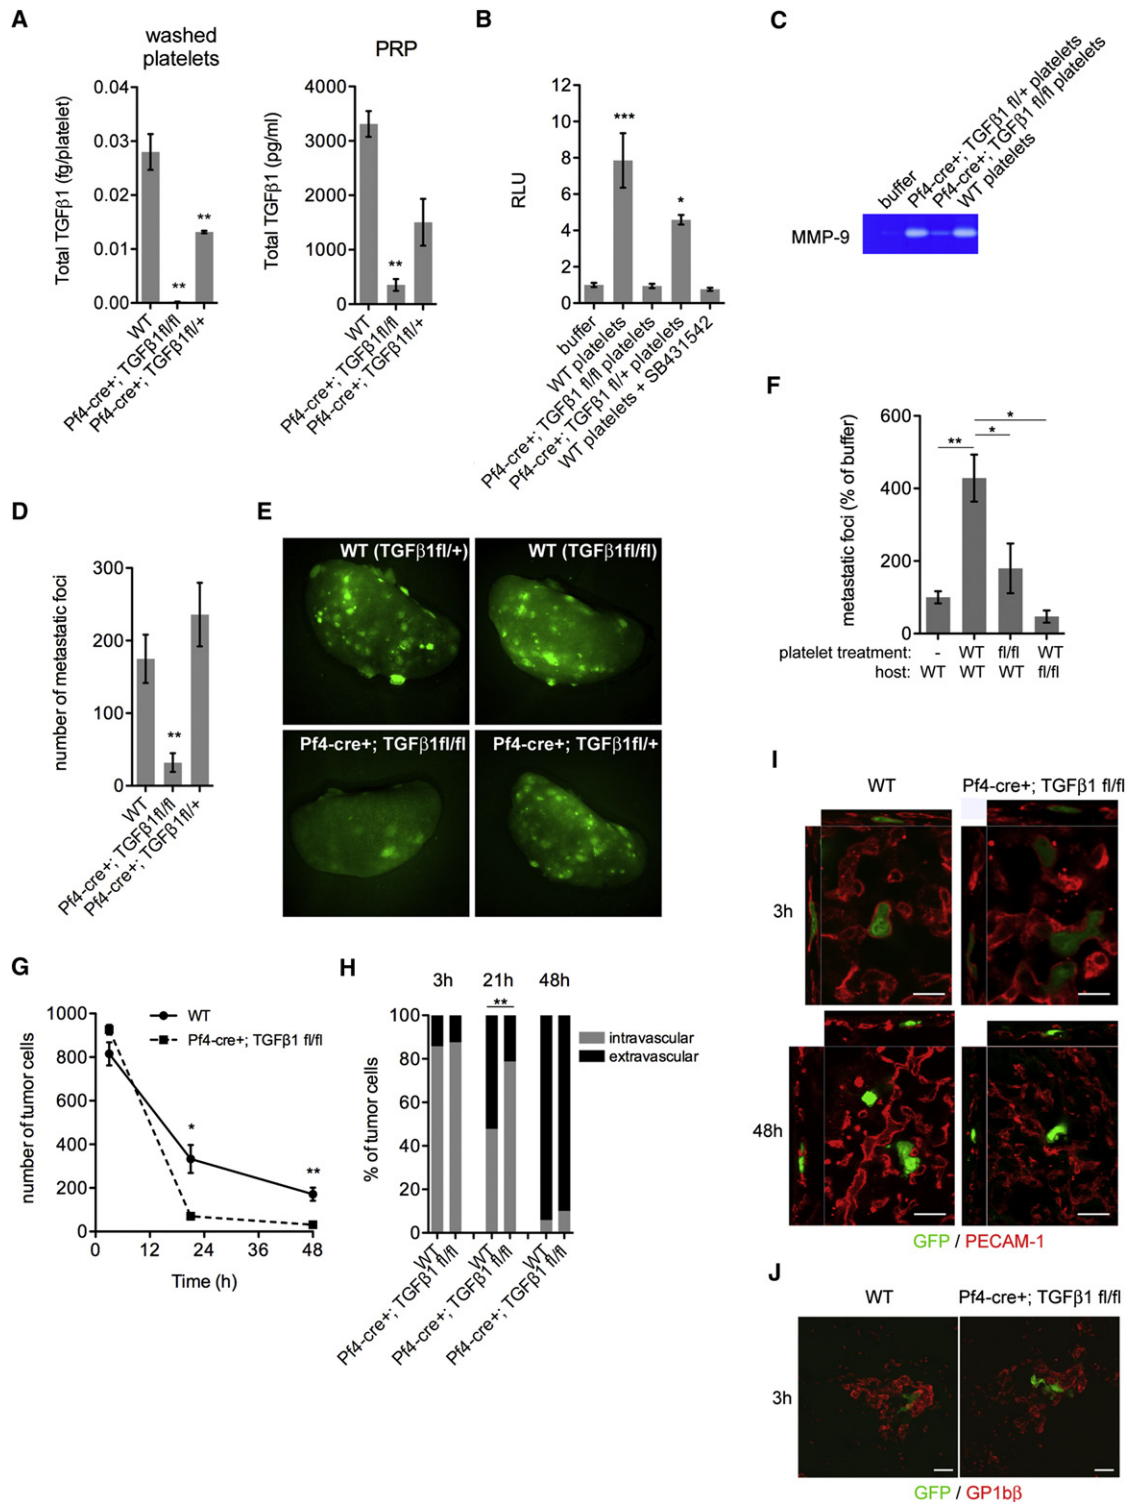 A
washed
platelets
Total TGFβ1 (fg/platelet)
0.04
0.03
0.02
0.01
0.00
**
**
WT
Pf4-cre+; TGFβ1fl/fl
Pf4-cre+; TGFβ1fl/+
PRP
Total TGFβ1 (pg/ml)
4000
3000
2000
1000
0
**
WT
Pf4-cre+; TGFβ1fl/fl
Pf4-cre+; TGFβ1fl/+
B
RLU
12
10
8
6
4
2
0
***
*
buffer
WT platelets
Pf4-cre+; TGFβ1 fl/fl platelets
Pf4-cre+; TGFβ1 fl/+ platelets
WT platelets + SB431542
C
buffer
Pf4-cre+; TGFβ1 fl/+ platelets
Pf4-cre+; TGFβ1 fl/fl platelets
WT platelets
MMP-9
D
number of metastatic foci
300
200
100
0
**
WT
Pf4-cre+; TGFβ1fl/fl
Pf4-cre+; TGFβ1fl/+
E
WT (TGFβ1fl/+)
WT (TGFβ1fl/fl)
Pf4-cre+; TGFβ1fl/fl
Pf4-cre+; TGFβ1fl/+
F
metastatic foci (% of buffer)
600
400
200
0
*
**
*
platelet treatment: - WT fl/fl WT
host: WT WT WT fl/fl
G
number of tumor cells
1000
800
600
400
200
0
WT
Pf4-cre+; TGFβ1 fl/fl
*
**
0 12 24 36 48
Time (h)
H
3h 21h 48h
**
% of tumor cells
100
80
60
40
20
0
intravascular
extravascular
WT
Pf4-cre+; TGFβ1 fl/fl
WT
Pf4-cre+; TGFβ1 fl/fl
WT
Pf4-cre+; TGFβ1 fl/fl
I
WT Pf4-cre+; TGFβ1 fl/fl
3h
48h
GFP / PECAM-1
J
WT Pf4-cre+; TGFβ1 fl/fl
3h
GFP / GP1bβ